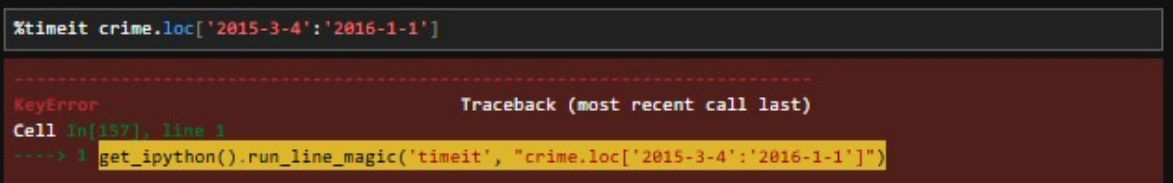 %timeit crime.loc['2015-3-4':'2016-1-1']
---------------------------------------------------------------------------
KeyError Traceback (most recent call last)
Cell In[157], line 1
----> 1 get_ipython().run_line_magic('timeit', "crime.loc['2015-3-4':'2016-1-1']")